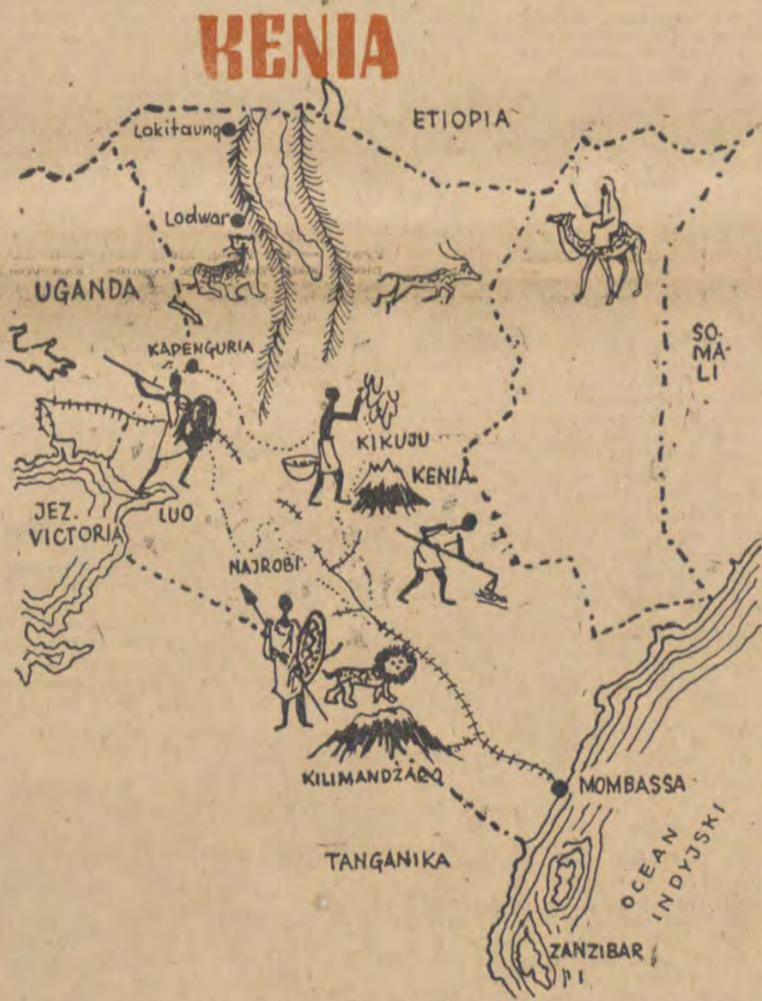 KENIA
ETIOPIA
Lokitaung
Lodwar
UGANDA
SO-
MA-
LI
KAPENGURIA
KIKUJU
KENIA
JEZ.
VICTORIA
LUO
NAJROBI
KILIMANDŻARO
MOMBASSA
TANGANIKA
OCEAN
INDYJSKI
ZANZIBAR